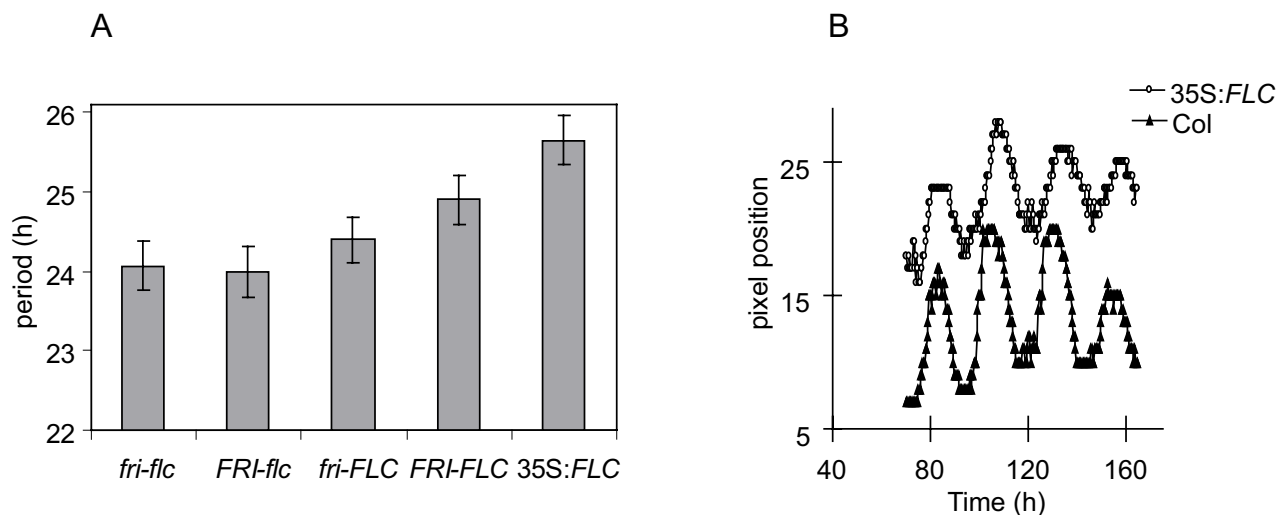 A
period (h)
26
25
24
23
22
fri-flc FRI-flc fri-FLC FRI-FLC 35S:FLC
B
35S:FLC
Col
pixel position
25
15
5
40 80 120 160
Time (h)